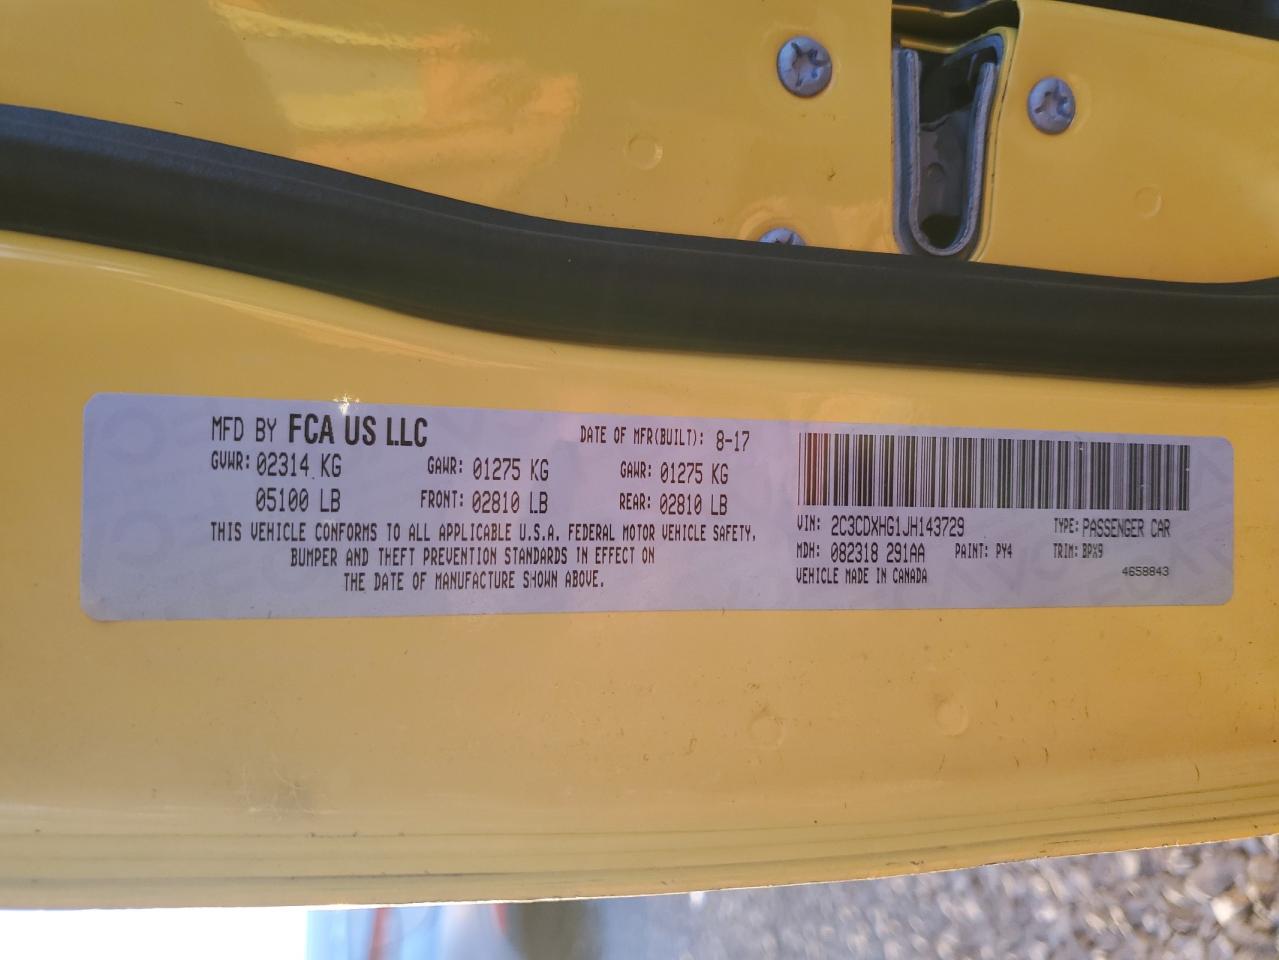 MFD BY FCA US LLC DATE OF MFR(BUILT): 8-17
GVWR: 02314 KG GAWR: 01275 KG GAWR: 01275 KG
05100 LB FRONT: 02810 LB REAR: 02810 LB
THIS VEHICLE CONFORMS TO ALL APPLICABLE U.S.A. FEDERAL MOTOR VEHICLE SAFETY,
BUMPER AND THEFT PREVENTION STANDARDS IN EFFECT ON
THE DATE OF MANUFACTURE SHOWN ABOVE.
VIN: 2C3CDXHG1JH143729 TYPE: PASSENGER CAR
MDH: 082318 291AA PAINT: PY4 TRIM: BPX9
VEHICLE MADE IN CANADA 4658843